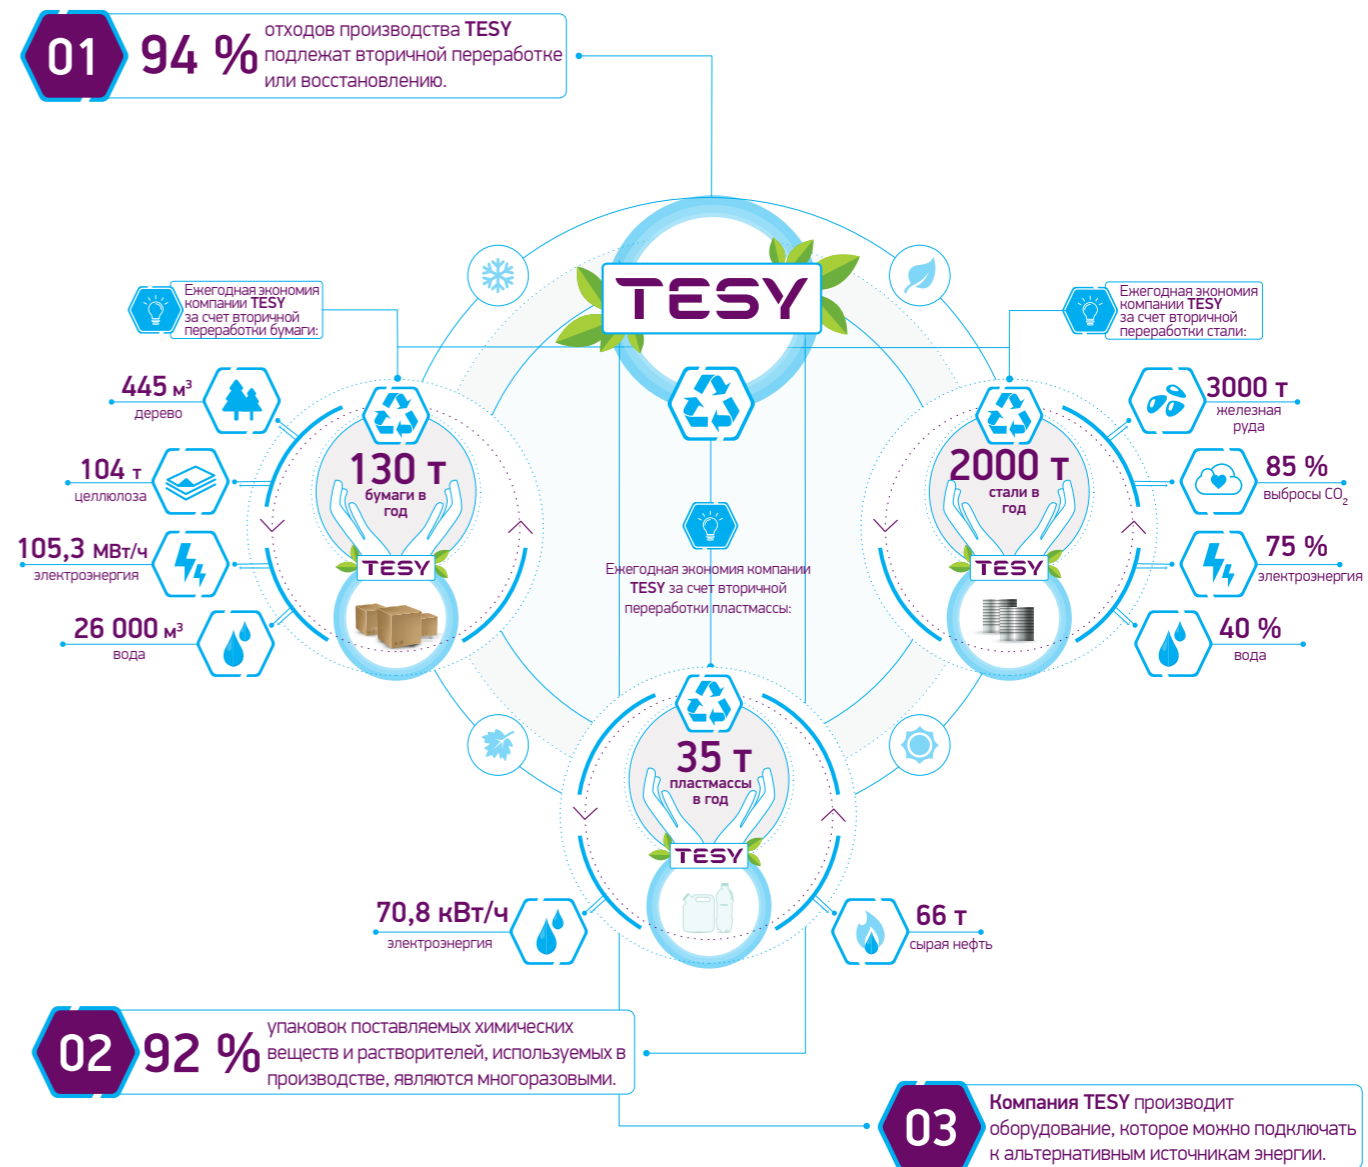 01
94 %
отходов производства TESY
подлежат вторичной переработке
или восстановлению.
TESY
Ежегодная экономия
компании TESY
за счет вторичной
переработки бумаги:
445 м³
дерево
104 т
целлюлоза
105,3 МВт/ч
электроэнергия
26 000 м³
вода
130 т
бумаги в
год
TESY
Ежегодная экономия
компании TESY
за счет вторичной
переработки стали:
2000 т
стали в
год
TESY
3000 т
железная
руда
85 %
выбросы CO₂
75 %
электроэнергия
40 %
вода
Ежегодная экономия компании
TESY за счет вторичной
переработки пластмассы:
35 т
пластмассы
в год
TESY
70,8 кВт/ч
электроэнергия
66 т
сырая нефть
02
92 %
упаковок поставляемых химических
веществ и растворителей, используемых в
производстве, являются многоразовыми.
03
Компания TESY производит
оборудование, которое можно подключать
к альтернативным источникам энергии.